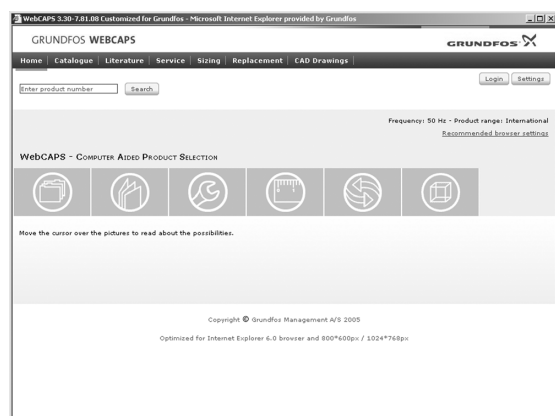 WebCAPS 3.30-7.81.08 Customized for Grundfos - Microsoft Internet Explorer provided by Grundfos
GRUNDFOS WEBCAPS
GRUNDFOS
Home | Catalogue | Literature | Service | Sizing | Replacement | CAD Drawings |
Login Settings
Enter product number Search
Frequency: 50 Hz - Product range: International
Recommended browser settings
WebCAPS - Computer Aided Product Selection
Move the cursor over the pictures to read about the possibilities.
Copyright © Grundfos Management A/S 2005
Optimized for Internet Explorer 6.0 browser and 800*600px / 1024*768px